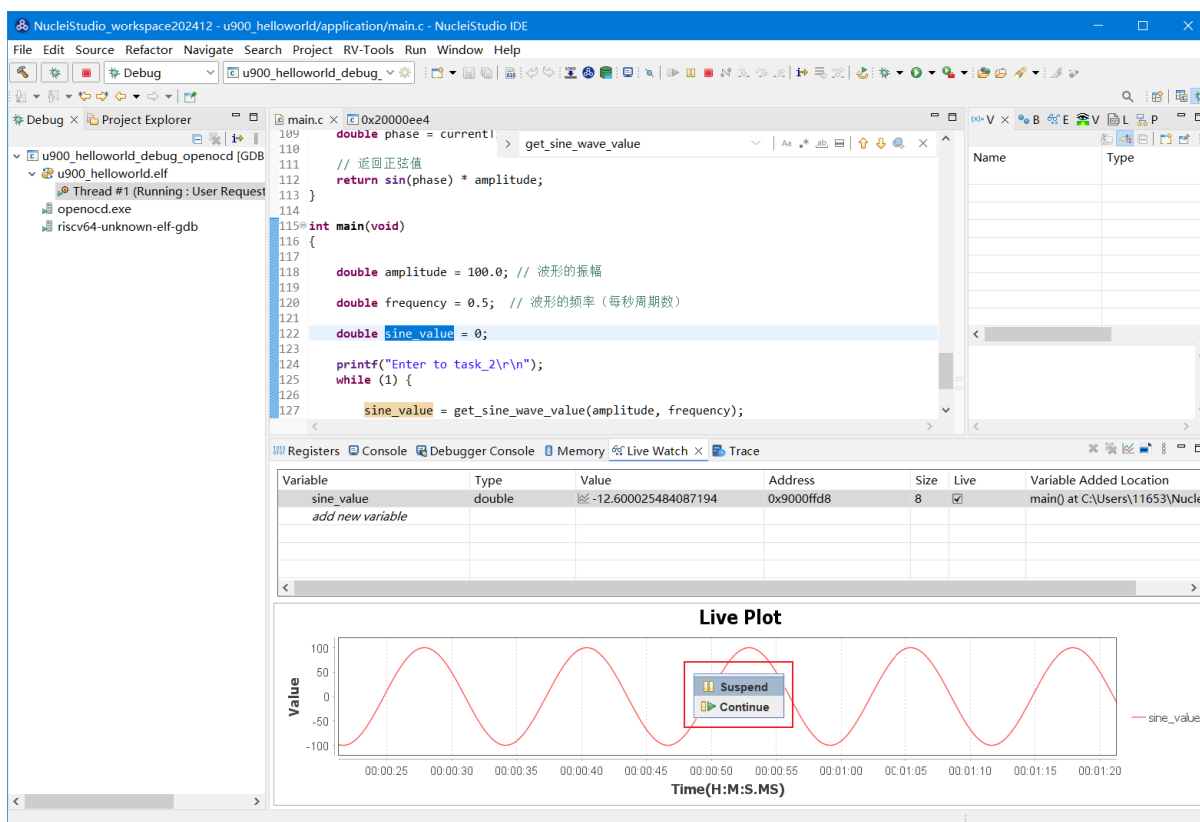 NucleiStudio_workspace202412 - u900_helloworld/application/main.c - NucleiStudio IDE
File Edit Source Refactor Navigate Search Project RV-Tools Run Window Help
Debug u900_helloworld_debug_
Debug Project Explorer
u900_helloworld_debug_openocd [GDB
u900_helloworld.elf
Thread #1 (Running : User Request
openocd.exe
riscv64-unknown-elf-gdb
main.c 0x20000ee4
get_sine_wave_value
Aa .* ab
109 double phase = currentT
110
111 // 返回正弦值
112 return sin(phase) * amplitude;
113 }
114
115 int main(void)
116 {
117
118 double amplitude = 100.0; // 波形的振幅
119
120 double frequency = 0.5; // 波形的频率（每秒周期数）
121
122 double sine_value = 0;
123
124 printf("Enter to task_2\r\n");
125 while (1) {
126
127 sine_value = get_sine_wave_value(amplitude, frequency);
(x)= V B E V L P
Name Type
Registers Console Debugger Console Memory Live Watch Trace
Variable Type Value Address Size Live Variable Added Location
sine_value double -12.600025484087194 0x9000ffd8 8 main() at C:\Users\11653\Nucle
add new variable
Live Plot
Value
100
50
0
-50
-100
Suspend
Continue
sine_value
00:00:25 00:00:30 00:00:35 00:00:40 00:00:45 00:00:50 00:00:55 00:01:00 00:01:05 00:01:10 00:01:15 00:01:20
Time(H:M:S.MS)